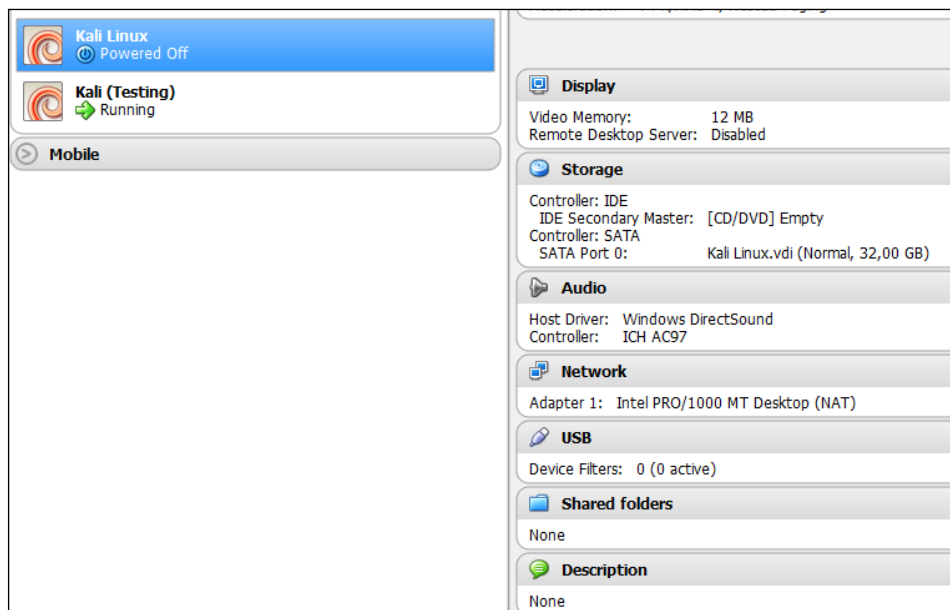 Kali Linux
Powered Off
Kali (Testing)
Running
Mobile
Display
Video Memory: 12 MB
Remote Desktop Server: Disabled
Storage
Controller: IDE
IDE Secondary Master: [CD/DVD] Empty
Controller: SATA
SATA Port 0: Kali Linux.vdi (Normal, 32,00 GB)
Audio
Host Driver: Windows DirectSound
Controller: ICH AC97
Network
Adapter 1: Intel PRO/1000 MT Desktop (NAT)
USB
Device Filters: 0 (0 active)
Shared folders
None
Description
None